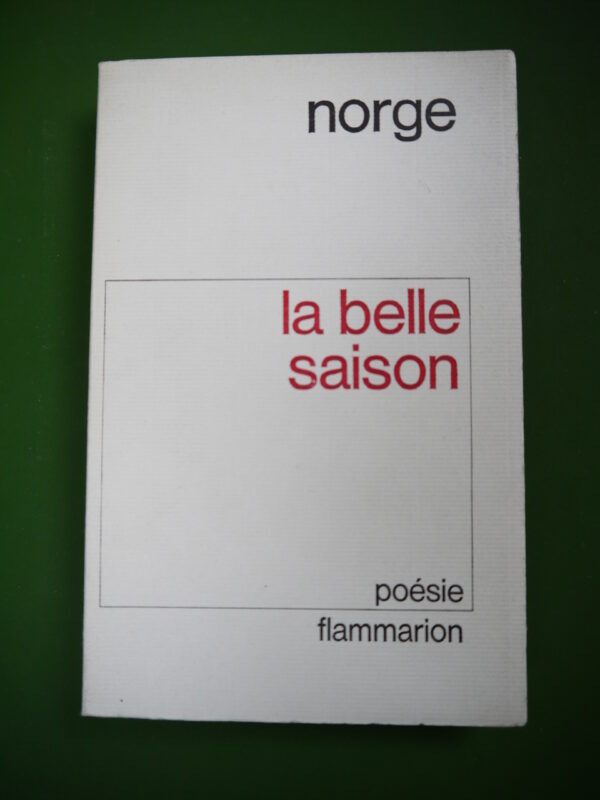 norge
la belle
saison
poésie
flammarion